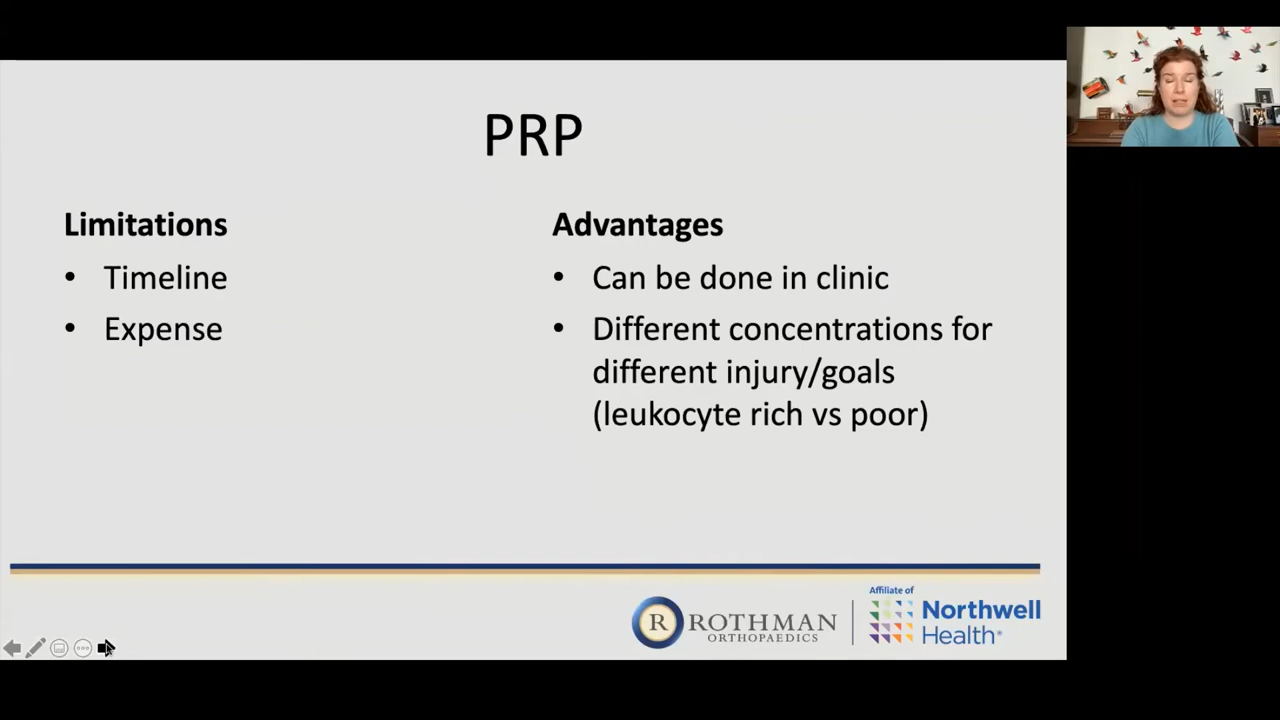 PRP
Limitations
• Timeline
• Expense
Advantages
• Can be done in clinic
• Different concentrations for
different injury/goals
(leukocyte rich vs poor)
R ROTHMAN
ORTHOPAEDICS
Affiliate of
Northwell
Health®